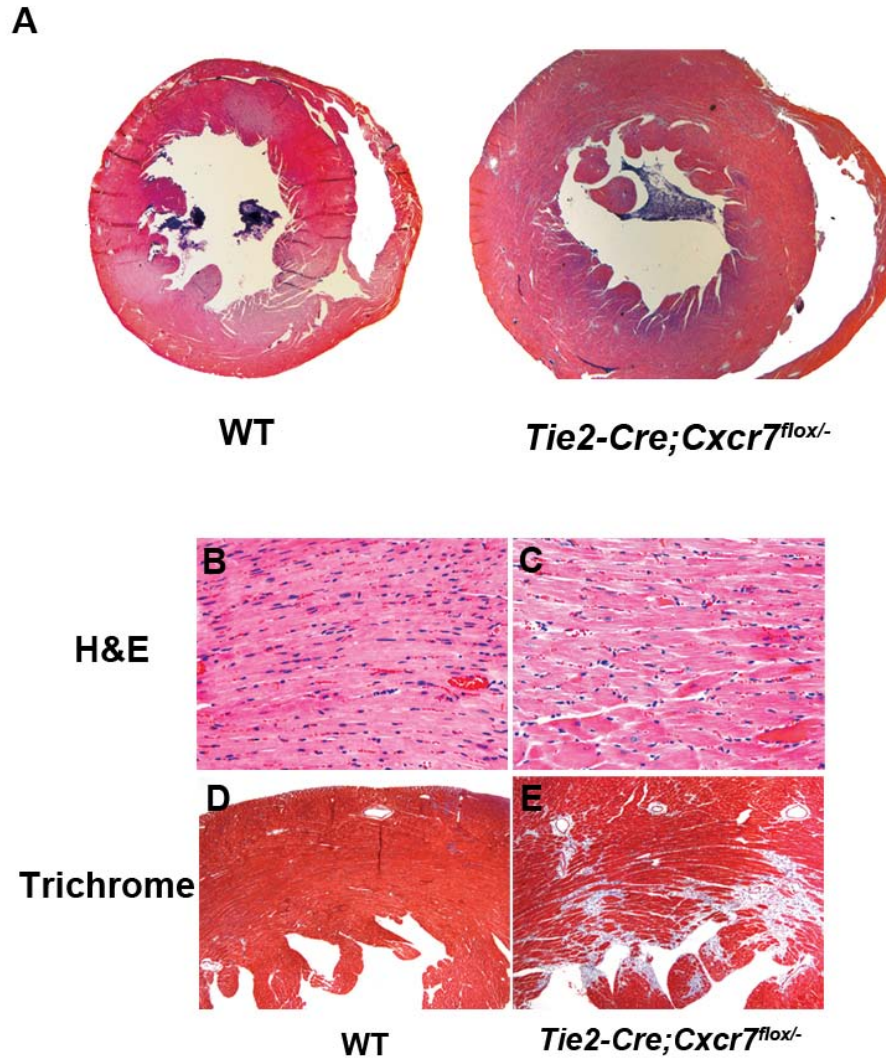 A
WT
Tie2-Cre;Cxcr7flox/-
B
C
H&E
D
E
Trichrome
WT
Tie2-Cre;Cxcr7flox/-